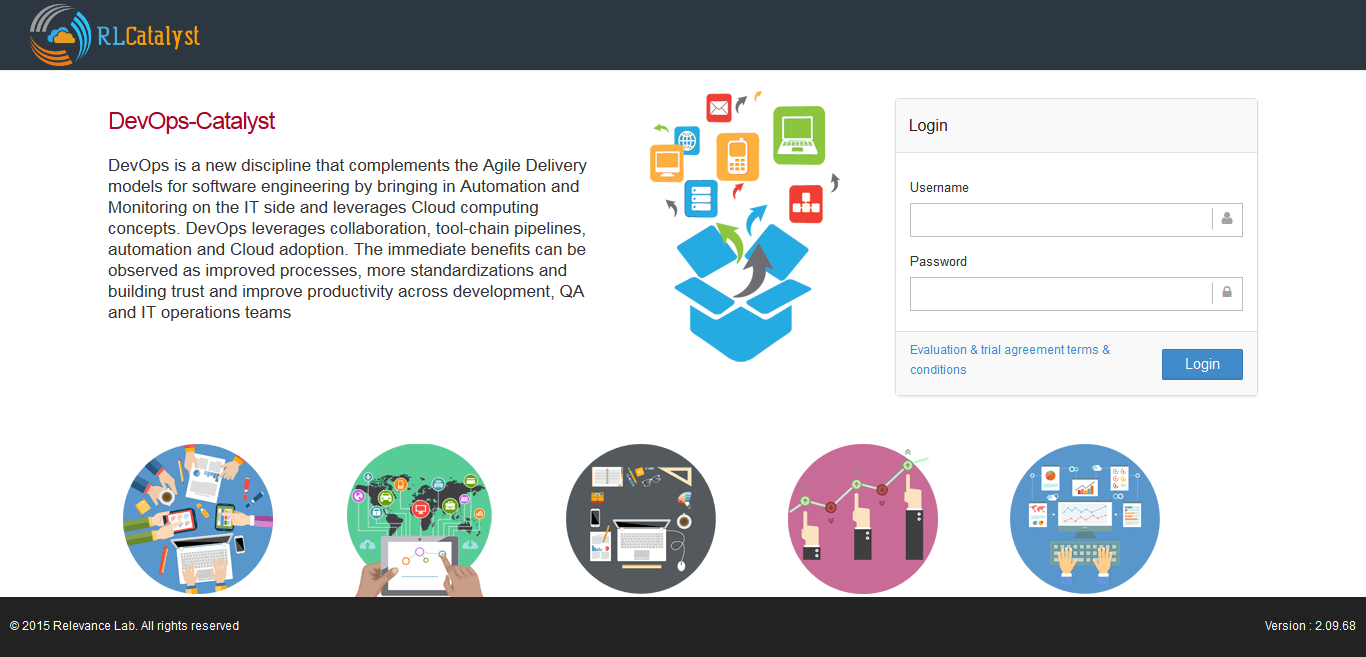 RLCatalyst
DevOps-Catalyst
DevOps is a new discipline that complements the Agile Delivery
models for software engineering by bringing in Automation and
Monitoring on the IT side and leverages Cloud computing
concepts. DevOps leverages collaboration, tool-chain pipelines,
automation and Cloud adoption. The immediate benefits can be
observed as improved processes, more standardizations and
building trust and improve productivity across development, QA
and IT operations teams
Login
Username
Password
Evaluation & trial agreement terms &
conditions
Login
© 2015 Relevance Lab. All rights reserved
Version : 2.09.68